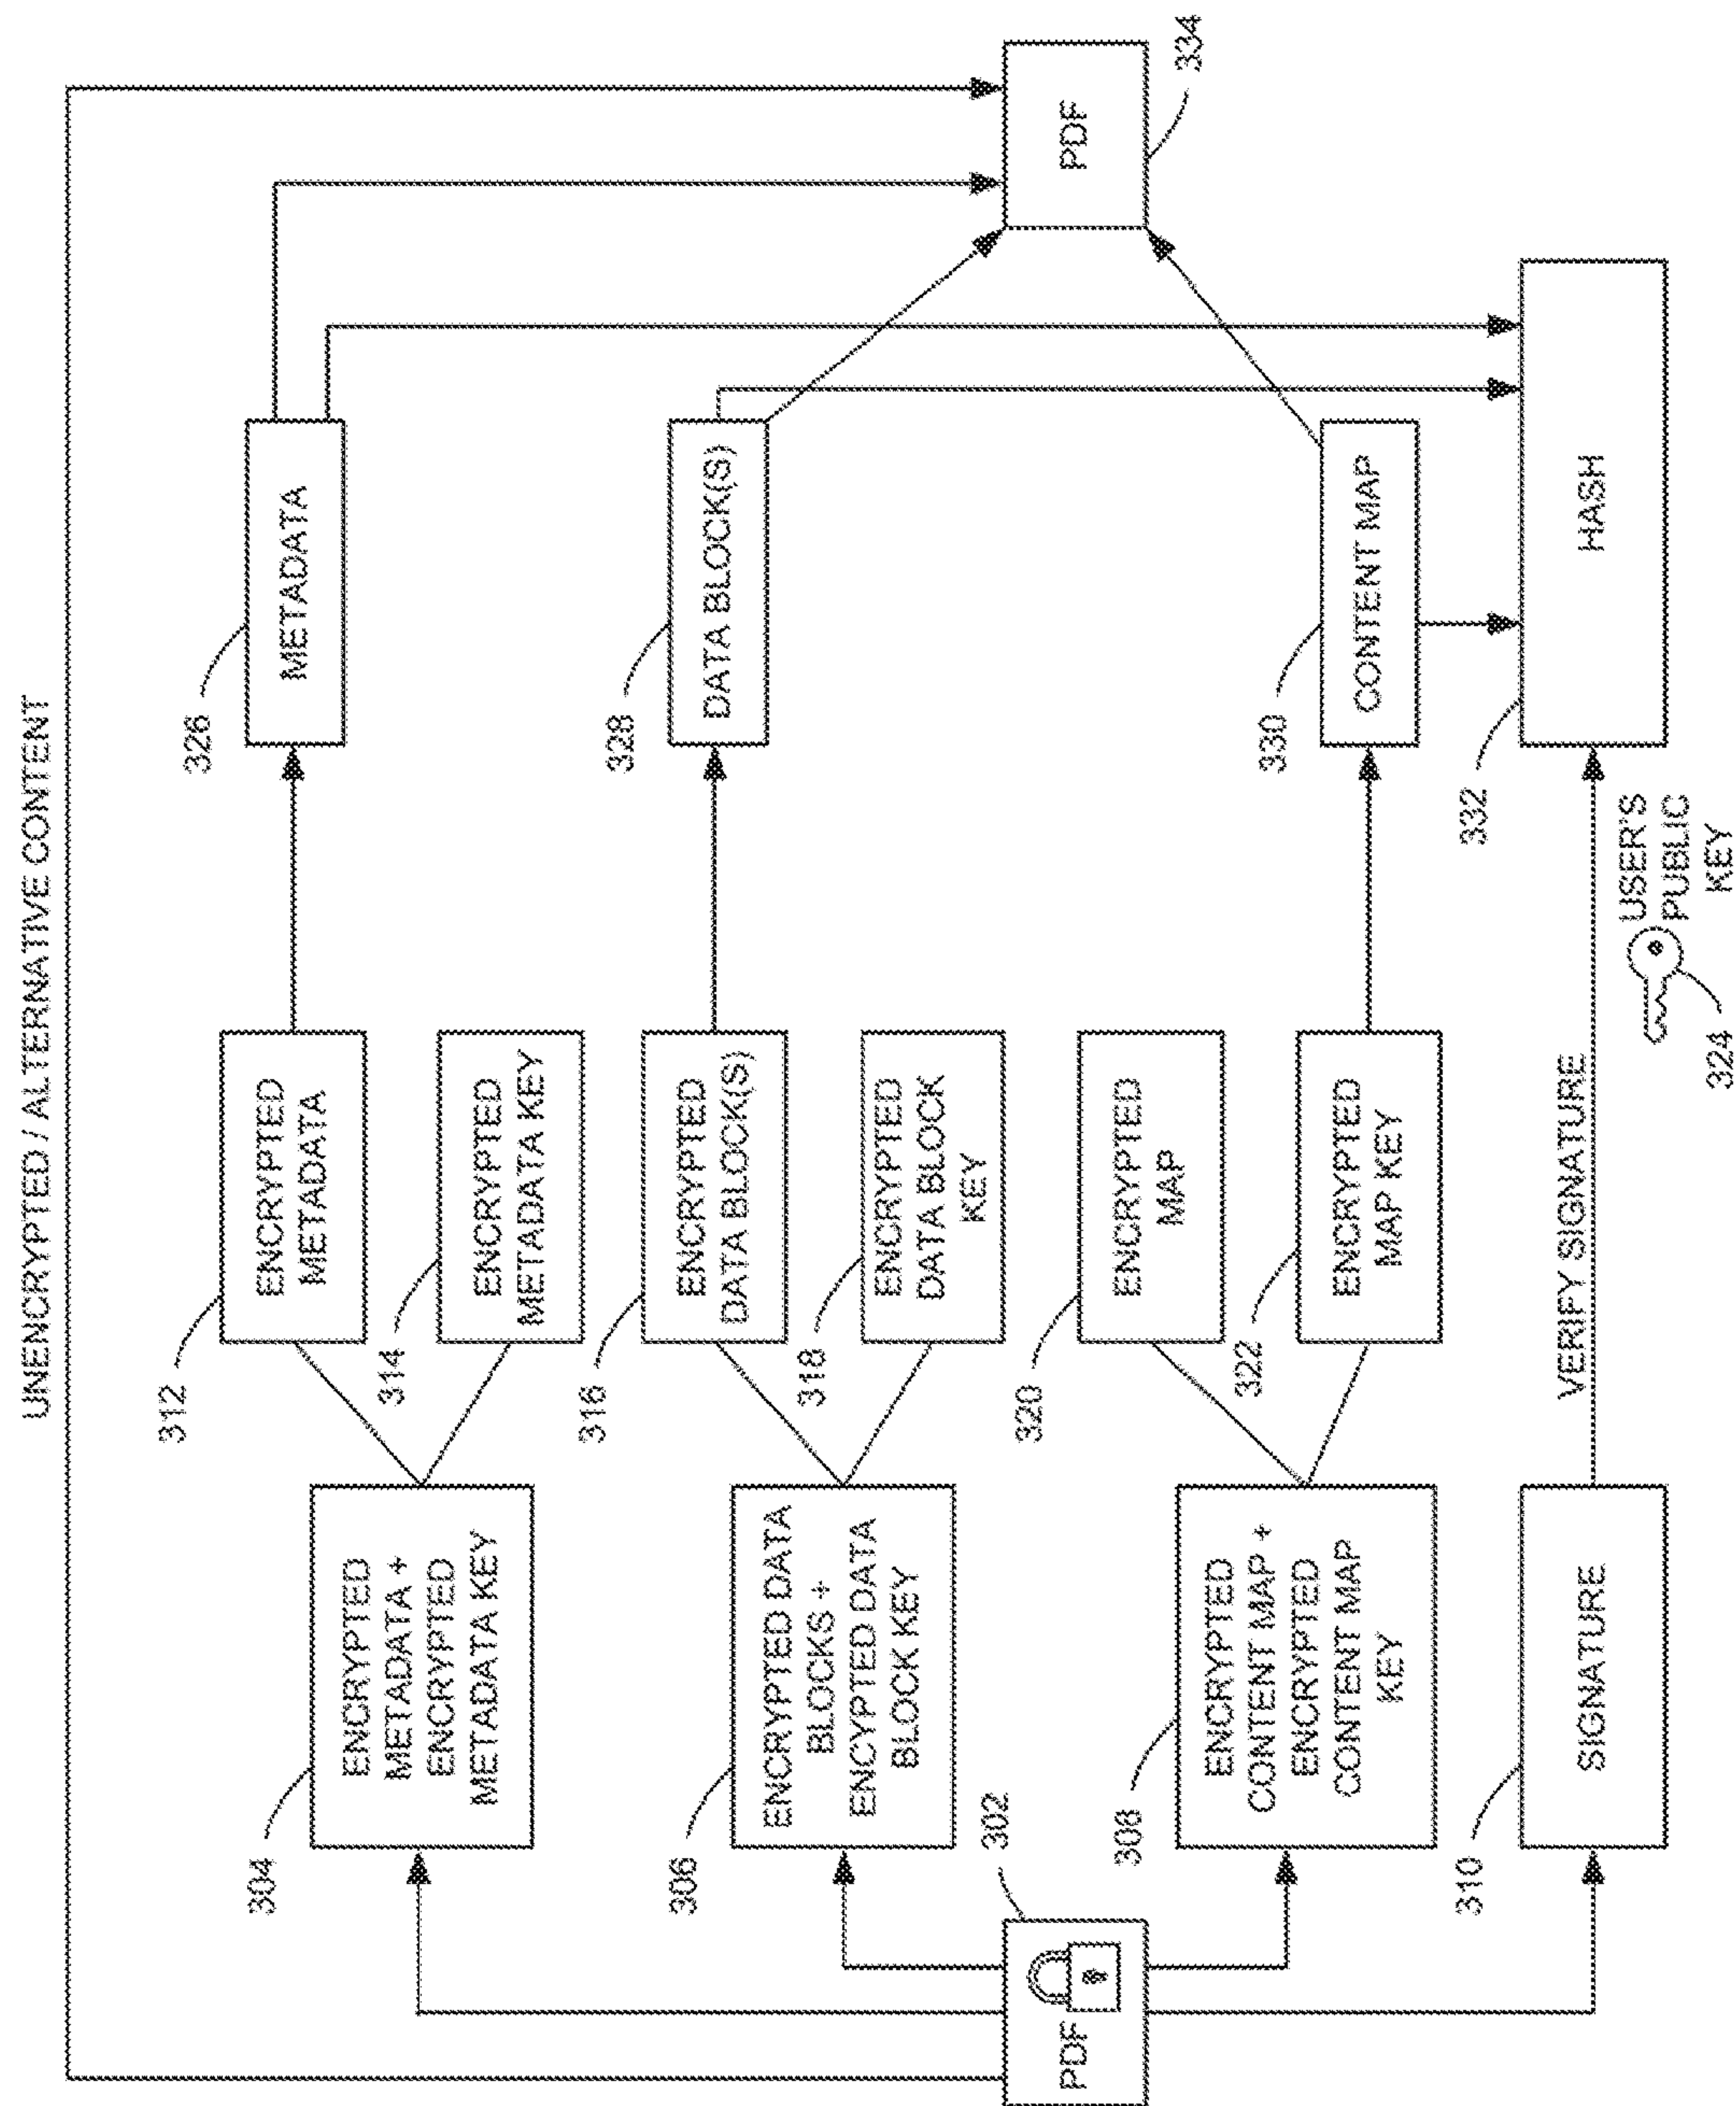 UNENCRYPTED / ALTERNATIVE CONTENT
304
ENCRYPTED
METADATA +
ENCRYPTED
METADATA KEY
312
ENCRYPTED
METADATA
314
ENCRYPTED
METADATA KEY
326
METADATA
306
ENCRYPTED DATA
BLOCKS +
ENCYPTED DATA
BLOCK KEY
316
ENCRYPTED
DATA BLOCK(S)
318
ENCRYPTED
DATA BLOCK
KEY
328
DATA BLOCK(S)
302
PDF
308
ENCRYPTED
CONTENT MAP +
ENCRYPTED
CONTENT MAP
KEY
320
ENCRYPTED
MAP
322
ENCRYPTED
MAP KEY
330
CONTENT MAP
PDF
334
310
SIGNATURE
VERIFY SIGNATURE
332
HASH
324
USER'S
PUBLIC
KEY